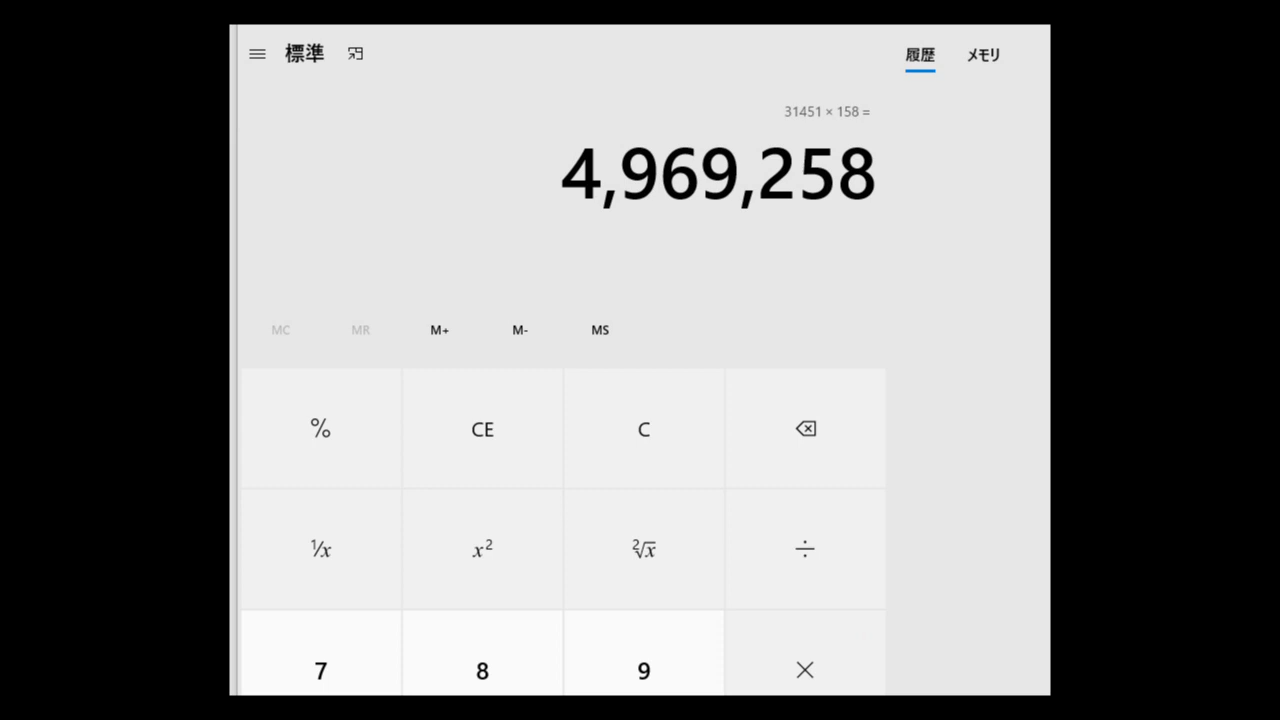 標準
履歴 メモリ
31451 × 158 =
4,969,258
MC MR M+ M- MS
% CE C
¹⁄x x² ²√x ÷
7 8 9 ×